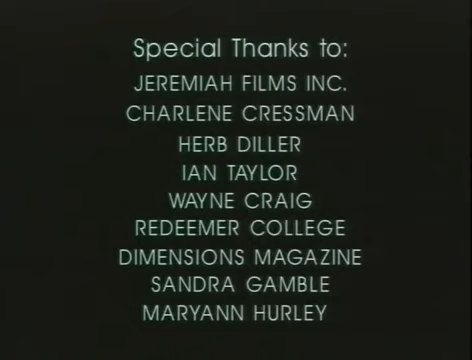 Special Thanks to:
JEREMIAH FILMS INC.
CHARLENE CRESSMAN
HERB DILLER
IAN TAYLOR
WAYNE CRAIG
REDEEMER COLLEGE
DIMENSIONS MAGAZINE
SANDRA GAMBLE
MARYANN HURLEY